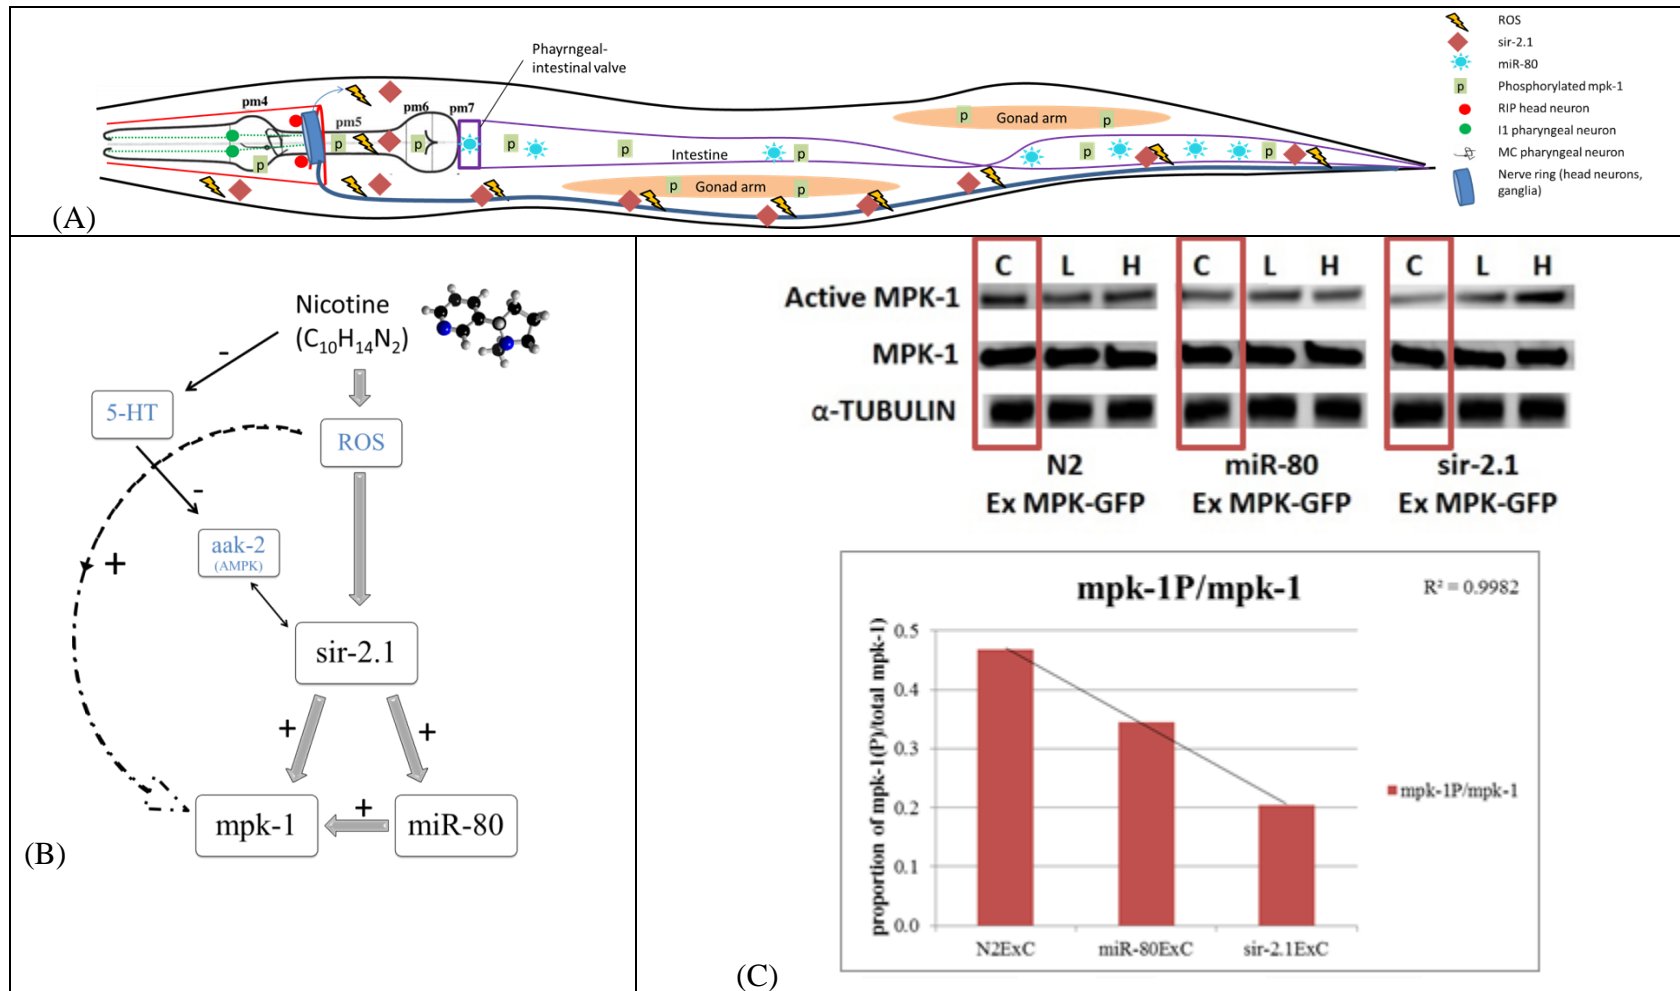 Phayrngeal-
intestinal valve
pm4
pm5
pm6
pm7
Intestine
Gonad arm
Gonad arm
p
p
p
p
p
p
p
p
p
p
p
p
ROS
sir-2.1
miR-80
p Phosphorylated mpk-1
RIP head neuron
I1 pharyngeal neuron
MC pharyngeal neuron
Nerve ring (head neurons,
ganglia)
(A)
Nicotine
(C₁₀H₁₄N₂)
-
5-HT
ROS
-
aak-2
(AMPK)
+
sir-2.1
+ +
mpk-1 + miR-80
(B)
C L H C L H C L H
Active MPK-1
MPK-1
α-TUBULIN
N2 miR-80 sir-2.1
Ex MPK-GFP Ex MPK-GFP Ex MPK-GFP
mpk-1P/mpk-1
R² = 0.9982
proportion of mpk-1(P)/total mpk-1)
0.5
0.4
0.3
0.2
0.1
0.0
N2ExC miR-80ExC sir-2.1ExC
mpk-1P/mpk-1
(C)